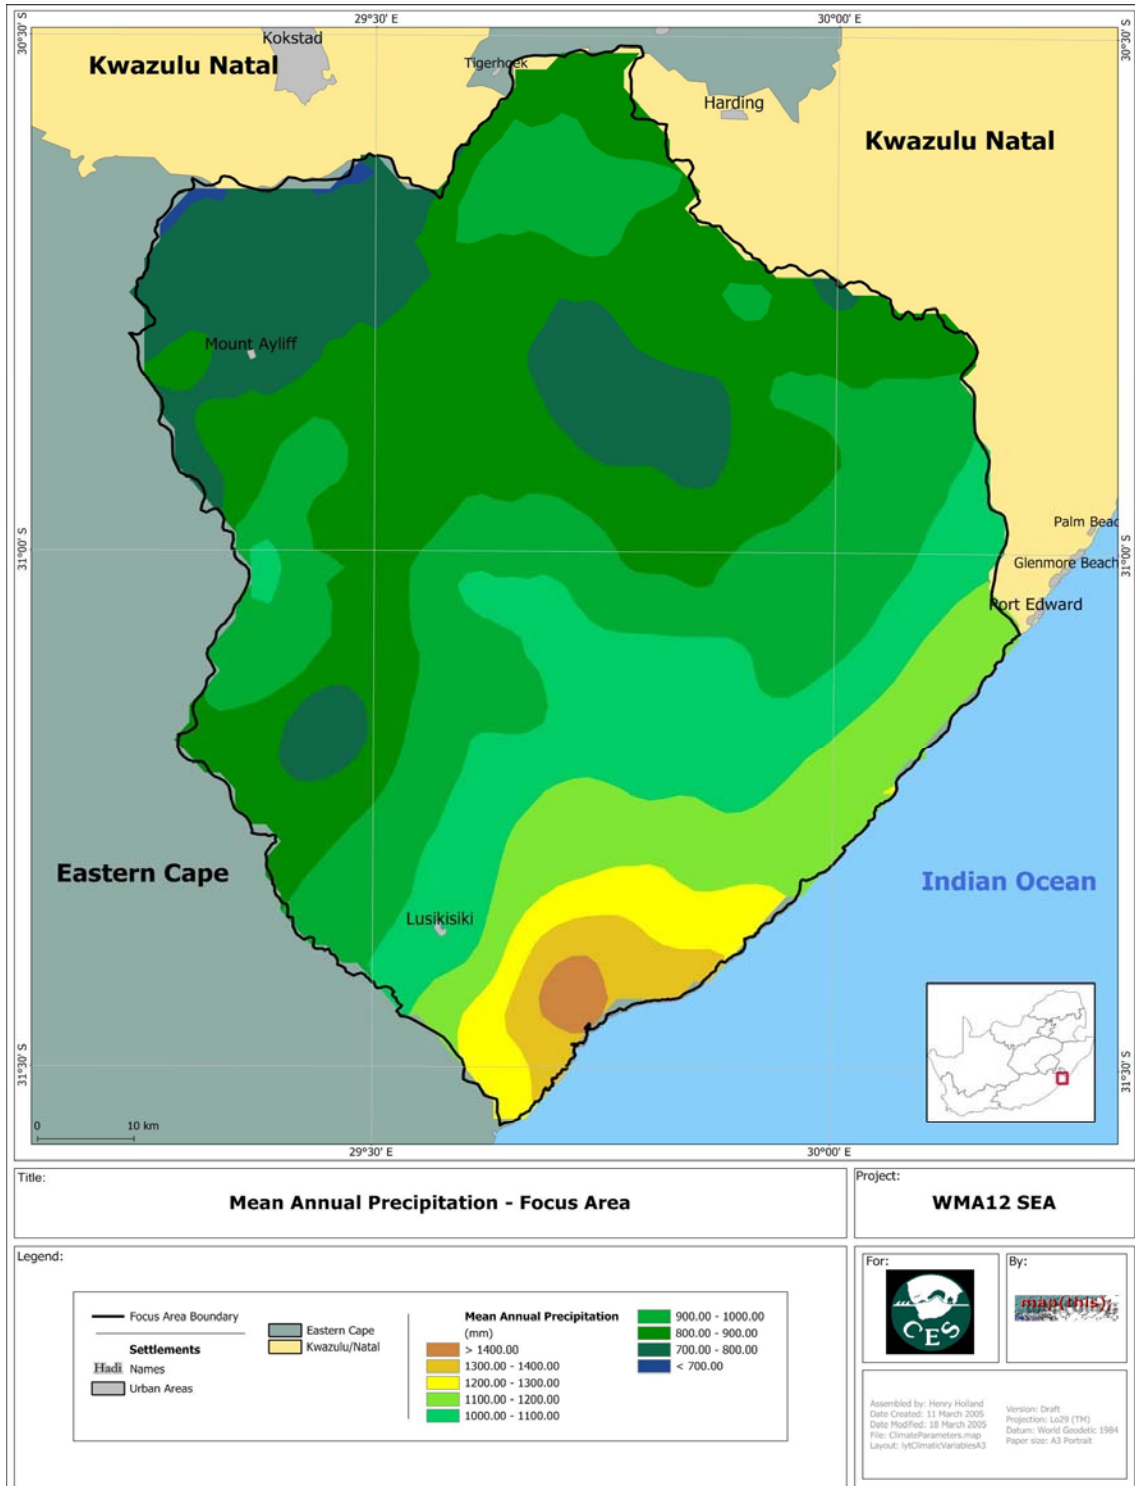 29°30' E
30°00' E
30°30' S
30°30' S
Kokstad
Kwazulu Natal
Tigerhoek
Harding
Kwazulu Natal
Mount Ayliff
Palm Beac
31°00' S
31°00' S
Glenmore Beach
Port Edward
Eastern Cape
Indian Ocean
Lusikisiki
31°30' S
31°30' S
0 10 km
29°30' E
30°00' E
Title:
Mean Annual Precipitation - Focus Area
Project:
WMA12 SEA
Legend:
Focus Area Boundary
Settlements
Hadi Names
Urban Areas
Eastern Cape
Kwazulu/Natal
Mean Annual Precipitation
(mm)
> 1400.00
1300.00 - 1400.00
1200.00 - 1300.00
1100.00 - 1200.00
1000.00 - 1100.00
900.00 - 1000.00
800.00 - 900.00
700.00 - 800.00
< 700.00
For:
CES
By:
map(this);
Assembled by: Henry Holland
Date Created: 11 March 2005
Date Modified: 18 March 2005
File: ClimateParameters.map
Layout: lytClimaticVariablesA3
Version: Draft
Projection: Lo29 (TM)
Datum: World Geodetic 1984
Paper size: A3 Portrait